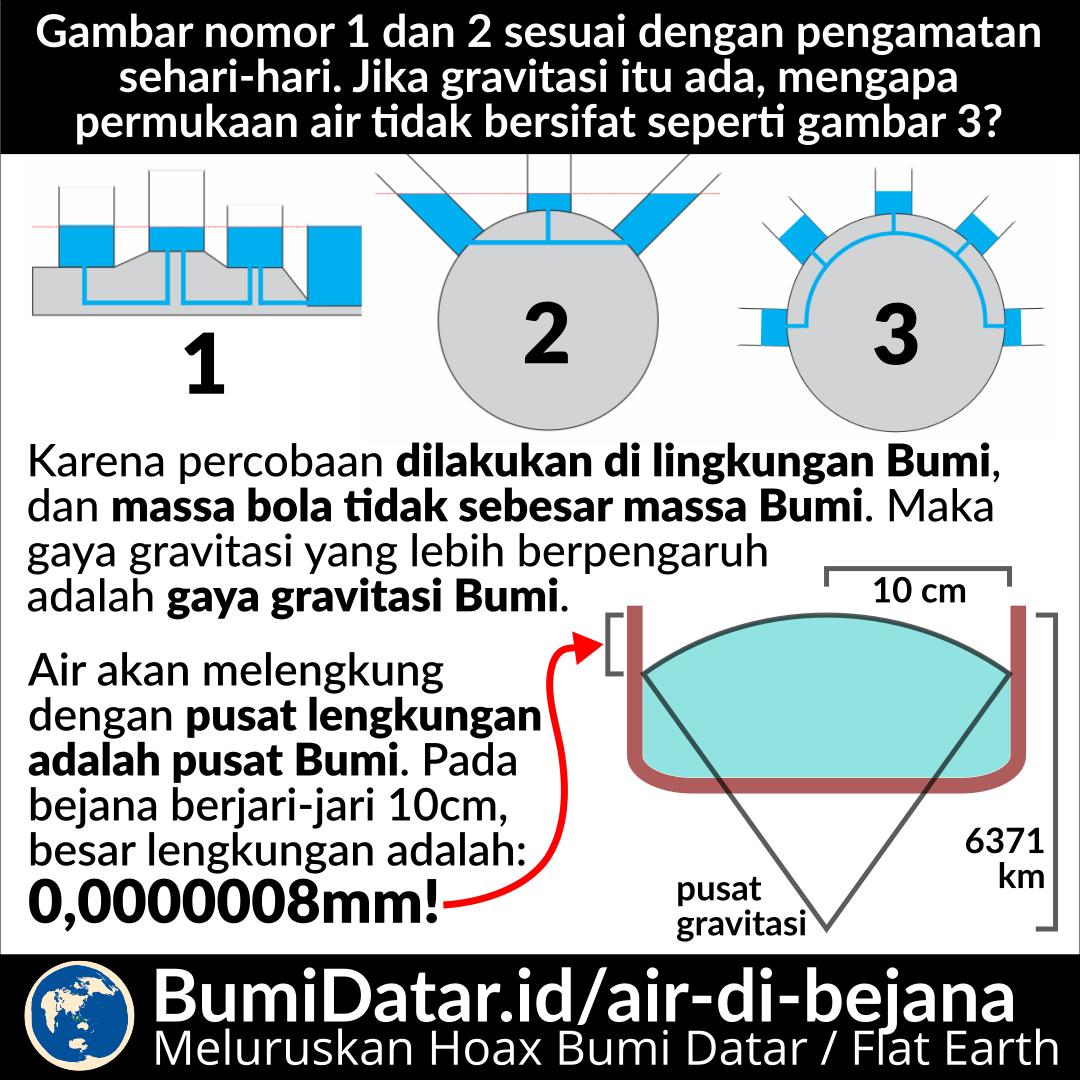 Gambar nomor 1 dan 2 sesuai dengan pengamatan
sehari-hari. Jika gravitasi itu ada, mengapa
permukaan air tidak bersifat seperti gambar 3?
1
2
3
Karena percobaan dilakukan di lingkungan Bumi,
dan massa bola tidak sebesar massa Bumi. Maka
gaya gravitasi yang lebih berpengaruh
adalah gaya gravitasi Bumi.
10 cm
Air akan melengkung
dengan pusat lengkungan
adalah pusat Bumi. Pada
bejana berjari-jari 10cm,
besar lengkungan adalah:
0,0000008mm!
6371
km
pusat
gravitasi
BumiDatar.id/air-di-bejana
Meluruskan Hoax Bumi Datar / Flat Earth